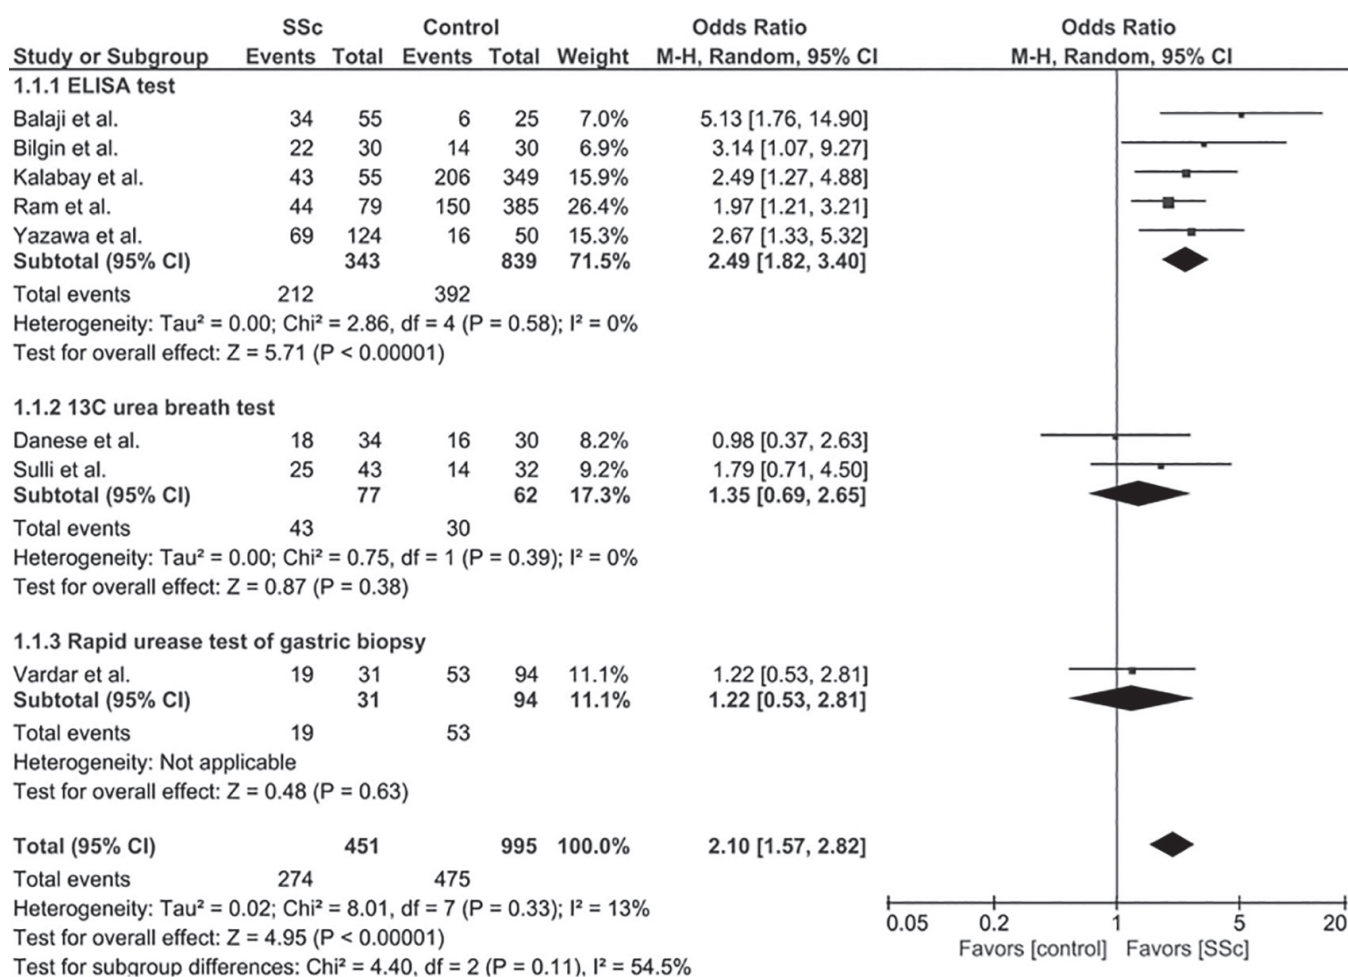 SSc Control Odds Ratio Odds Ratio
Study or Subgroup Events Total Events Total Weight M-H, Random, 95% CI M-H, Random, 95% CI
1.1.1 ELISA test
Balaji et al. 34 55 6 25 7.0% 5.13 [1.76, 14.90]
Bilgin et al. 22 30 14 30 6.9% 3.14 [1.07, 9.27]
Kalabay et al. 43 55 206 349 15.9% 2.49 [1.27, 4.88]
Ram et al. 44 79 150 385 26.4% 1.97 [1.21, 3.21]
Yazawa et al. 69 124 16 50 15.3% 2.67 [1.33, 5.32]
Subtotal (95% CI) 343 839 71.5% 2.49 [1.82, 3.40]
Total events 212 392
Heterogeneity: Tau² = 0.00; Chi² = 2.86, df = 4 (P = 0.58); I² = 0%
Test for overall effect: Z = 5.71 (P < 0.00001)
1.1.2 13C urea breath test
Danese et al. 18 34 16 30 8.2% 0.98 [0.37, 2.63]
Sulli et al. 25 43 14 32 9.2% 1.79 [0.71, 4.50]
Subtotal (95% CI) 77 62 17.3% 1.35 [0.69, 2.65]
Total events 43 30
Heterogeneity: Tau² = 0.00; Chi² = 0.75, df = 1 (P = 0.39); I² = 0%
Test for overall effect: Z = 0.87 (P = 0.38)
1.1.3 Rapid urease test of gastric biopsy
Vardar et al. 19 31 53 94 11.1% 1.22 [0.53, 2.81]
Subtotal (95% CI) 31 94 11.1% 1.22 [0.53, 2.81]
Total events 19 53
Heterogeneity: Not applicable
Test for overall effect: Z = 0.48 (P = 0.63)
Total (95% CI) 451 995 100.0% 2.10 [1.57, 2.82]
Total events 274 475
Heterogeneity: Tau² = 0.02; Chi² = 8.01, df = 7 (P = 0.33); I² = 13%
Test for overall effect: Z = 4.95 (P < 0.00001)
Test for subgroup differences: Chi² = 4.40, df = 2 (P = 0.11), I² = 54.5%
0.05 0.2 1 5 20
Favors [control] Favors [SSc]